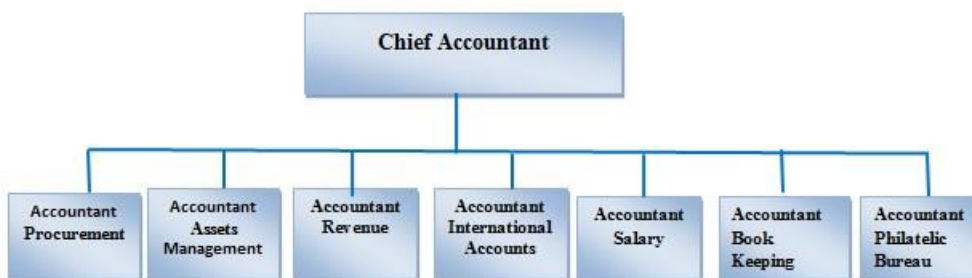 Chief Accountant
Accountant
Procurement
Accountant
Assets
Management
Accountant
Revenue
Accountant
International
Accounts
Accountant
Salary
Accountant
Book
Keeping
Accountant
Philatelic
Bureau